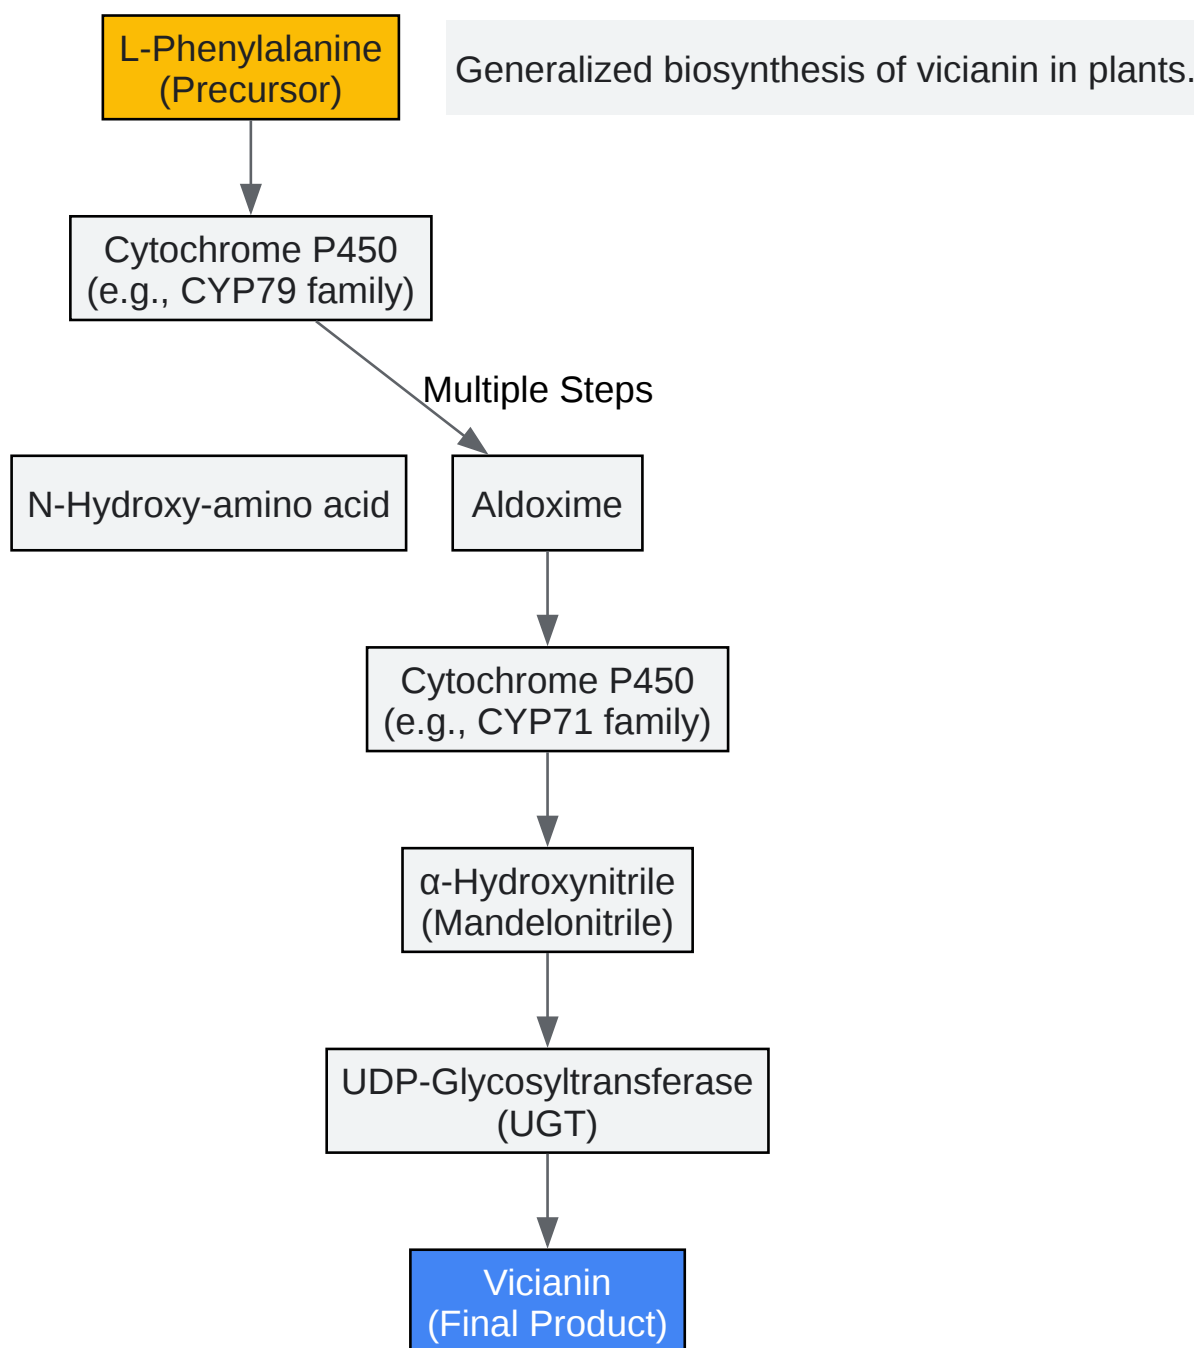 L-Phenylalanine
(Precursor)
Generalized biosynthesis of vicianin in plants.
Cytochrome P450
(e.g., CYP79 family)
Multiple Steps
N-Hydroxy-amino acid
Aldoxime
Cytochrome P450
(e.g., CYP71 family)
α-Hydroxynitrile
(Mandelonitrile)
UDP-Glycosyltransferase
(UGT)
Vicianin
(Final Product)